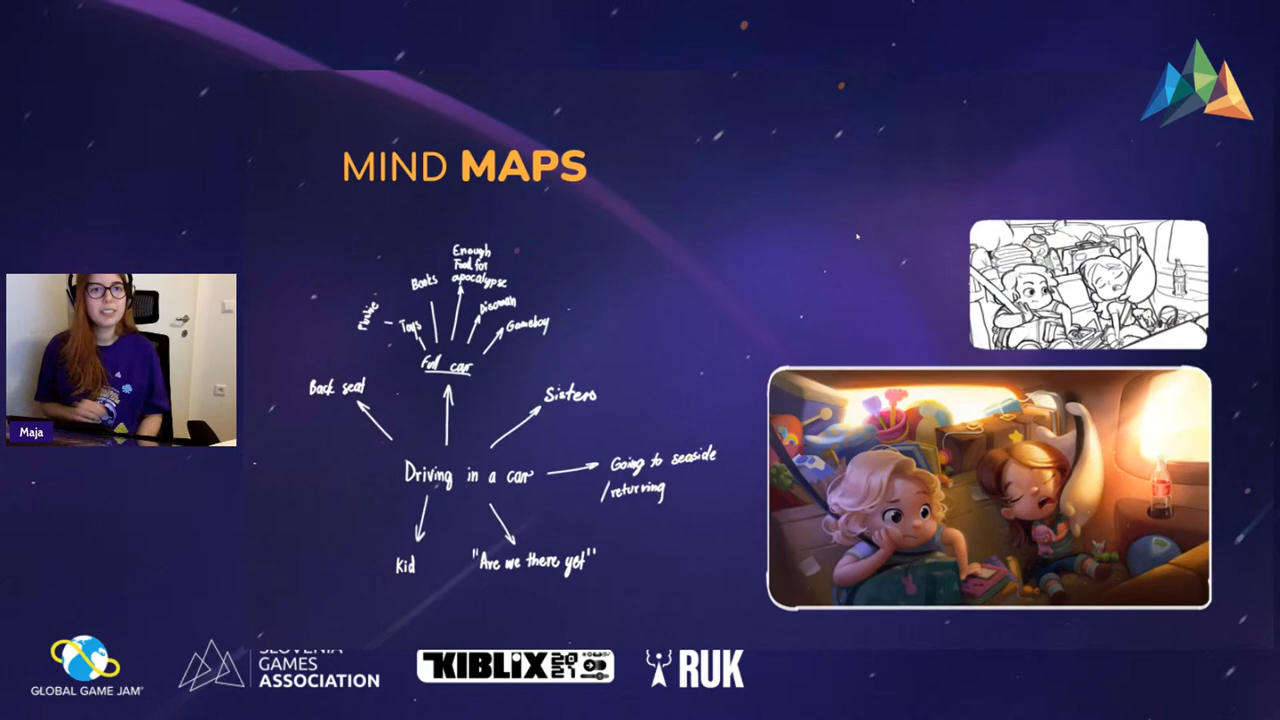 MIND MAPS
Enough
Food for
apocalypse
Books
Discman
Toys
Gameboy
Full car
Back seat
Sisters
Driving in a car
Going to seaside
/returning
Kid
"Are we there yet"
Maja
GLOBAL GAME JAM
SLOVENIA
GAMES
ASSOCIATION
KIBLIX 2021
RUK